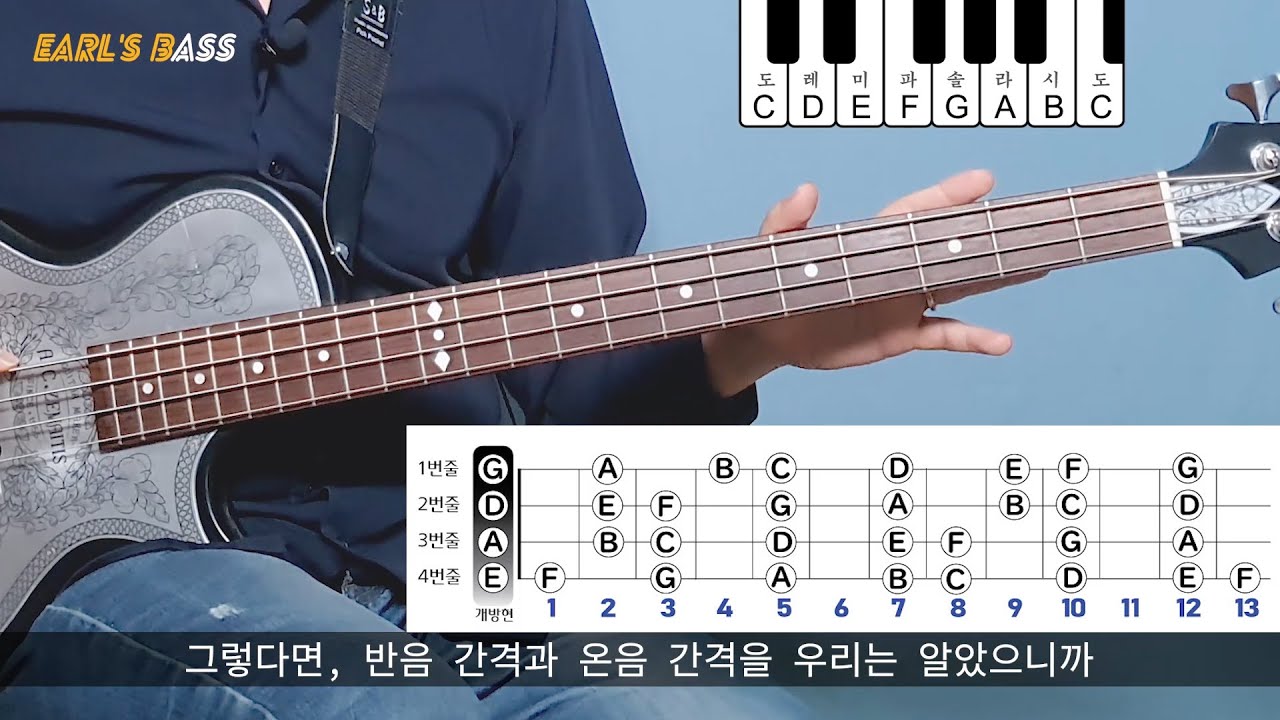 EARL'S BASS
S&B
도 레 미 파 솔 라 시 도
C D E F G A B C
1번줄 G A B C D E F G
2번줄 D E F G A B C D
3번줄 A B C D E F G A
4번줄 E F G A B C D E F
개방현 1 2 3 4 5 6 7 8 9 10 11 12 13
그렇다면, 반음 간격과 온음 간격을 우리는 알았으니까